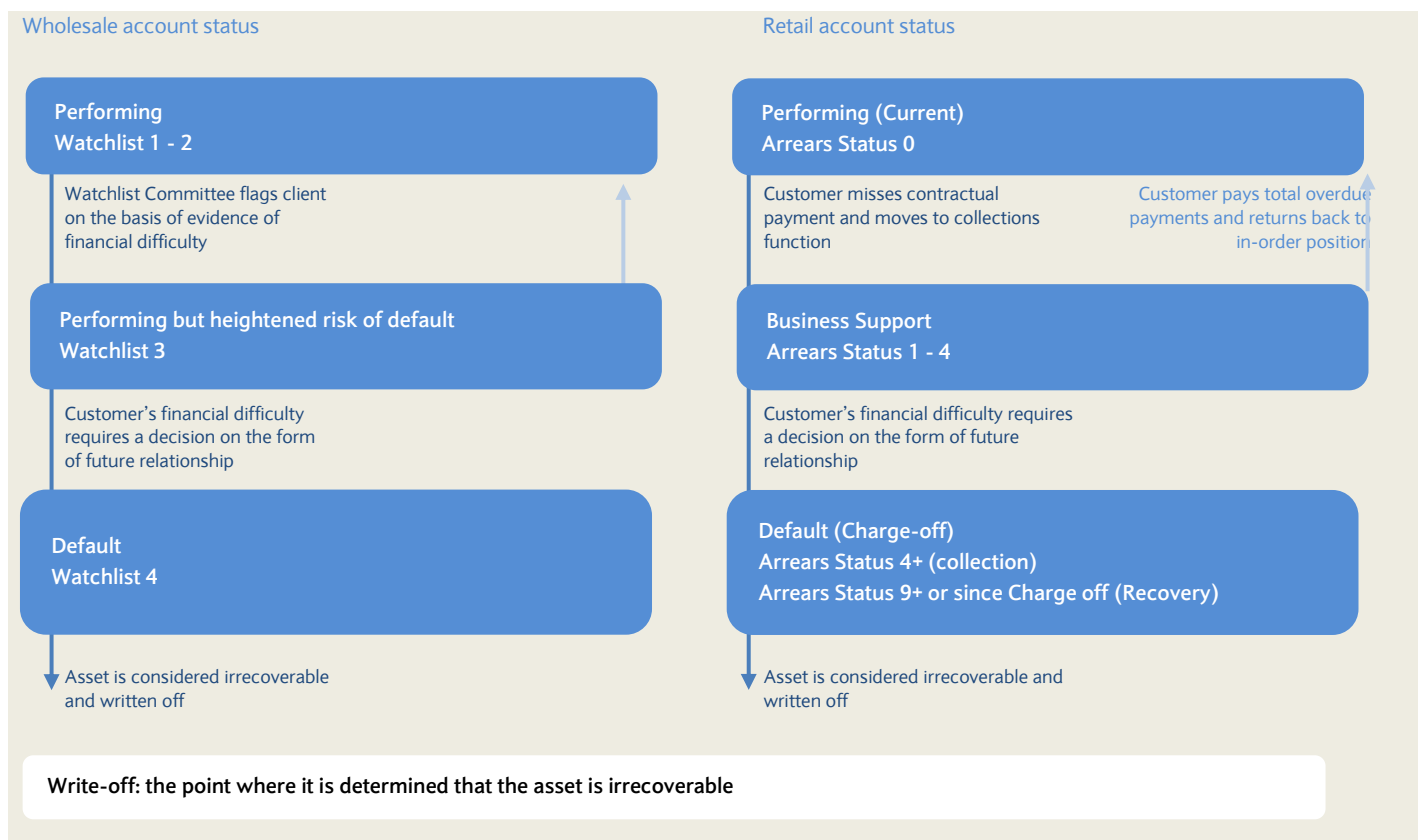 Wholesale account status
Performing
Watchlist 1 - 2
Watchlist Committee flags client
on the basis of evidence of
financial difficulty
Performing but heightened risk of default
Watchlist 3
Customer’s financial difficulty
requires a decision on the form
of future relationship
Default
Watchlist 4
Asset is considered irrecoverable
and written off
Retail account status
Performing (Current)
Arrears Status 0
Customer misses contractual
payment and moves to collections
function
Customer pays total overdue
payments and returns back to
in-order position
Business Support
Arrears Status 1 - 4
Customer’s financial difficulty requires
a decision on the form of future
relationship
Default (Charge-off)
Arrears Status 4+ (collection)
Arrears Status 9+ or since Charge off (Recovery)
Asset is considered irrecoverable and
written off
Write-off: the point where it is determined that the asset is irrecoverable